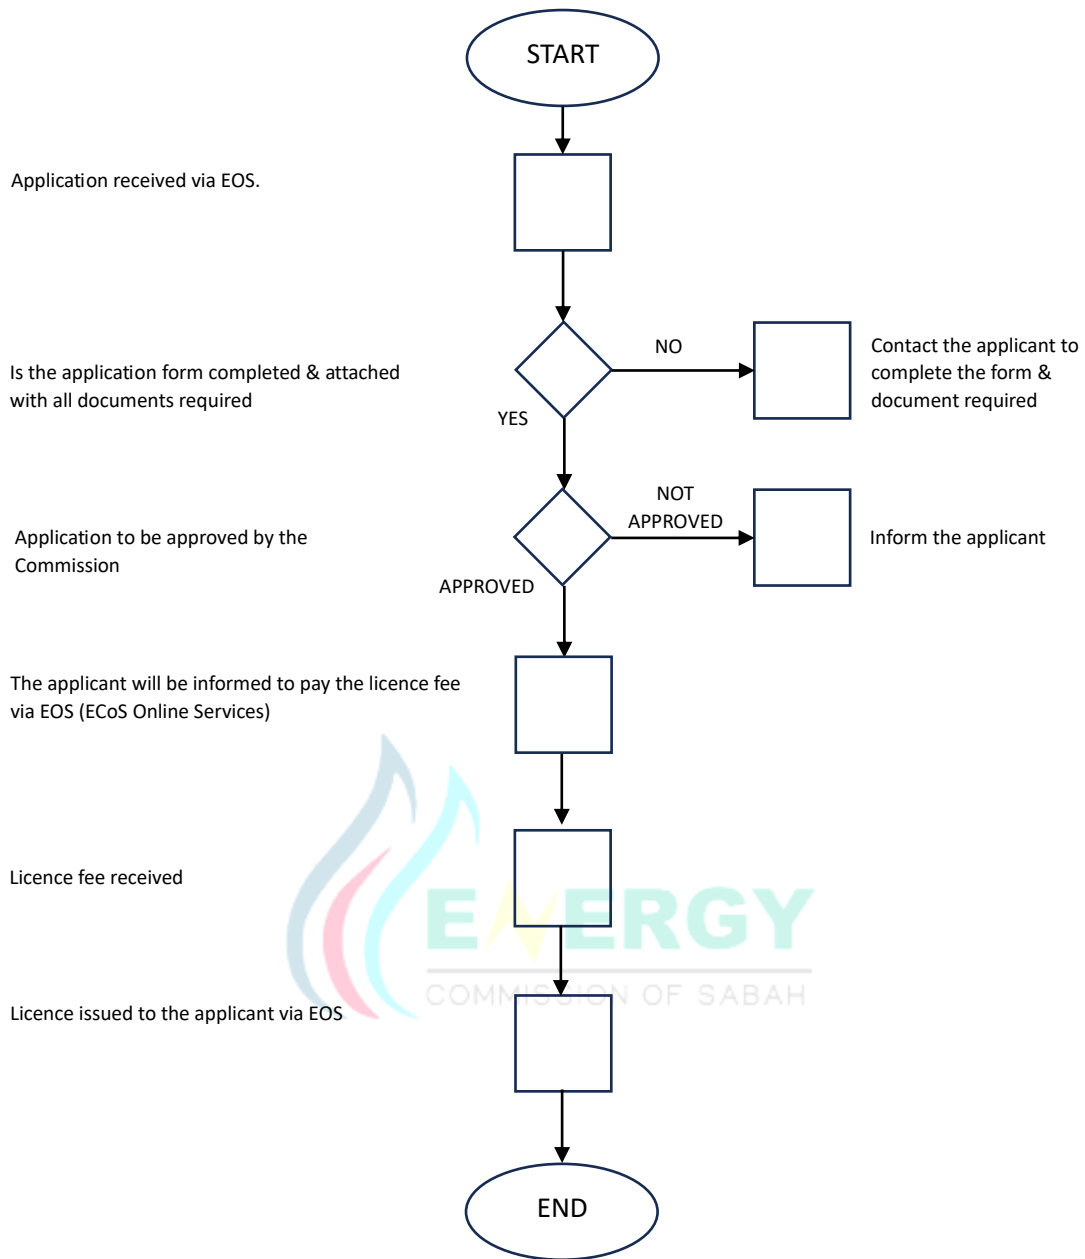 START
Application received via EOS.
Is the application form completed & attached
with all documents required
NO
Contact the applicant to
complete the form &
document required
YES
Application to be approved by the
Commission
NOT
APPROVED
Inform the applicant
APPROVED
The applicant will be informed to pay the licence fee
via EOS (ECoS Online Services)
Licence fee received
ENERGY
COMMISSION OF SABAH
Licence issued to the applicant via EOS
END